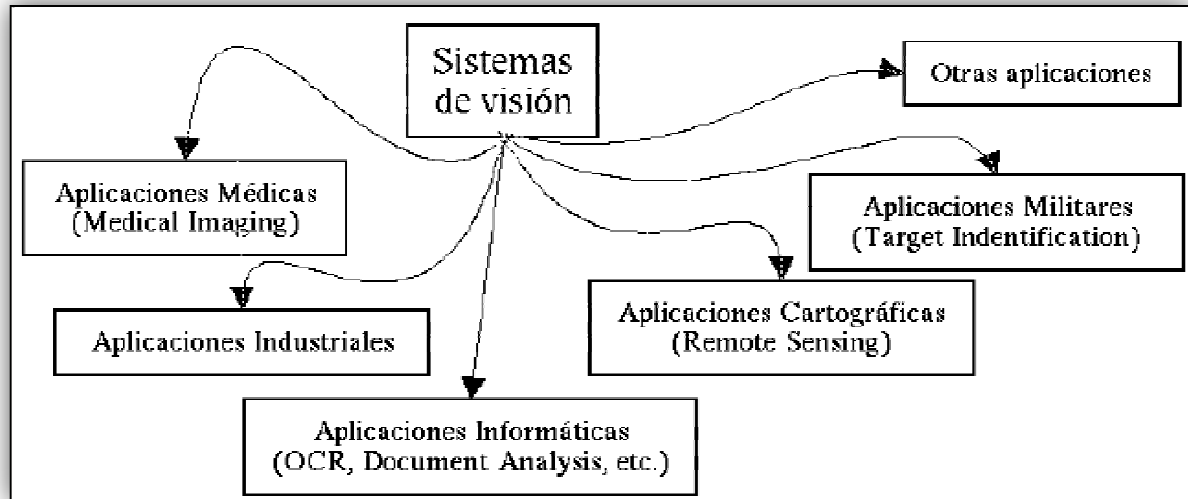 Sistemas
de visión
Otras aplicaciones
Aplicaciones Médicas
(Medical Imaging)
Aplicaciones Militares
(Target Indentification)
Aplicaciones Industriales
Aplicaciones Cartográficas
(Remote Sensing)
Aplicaciones Informáticas
(OCR, Document Analysis, etc.)